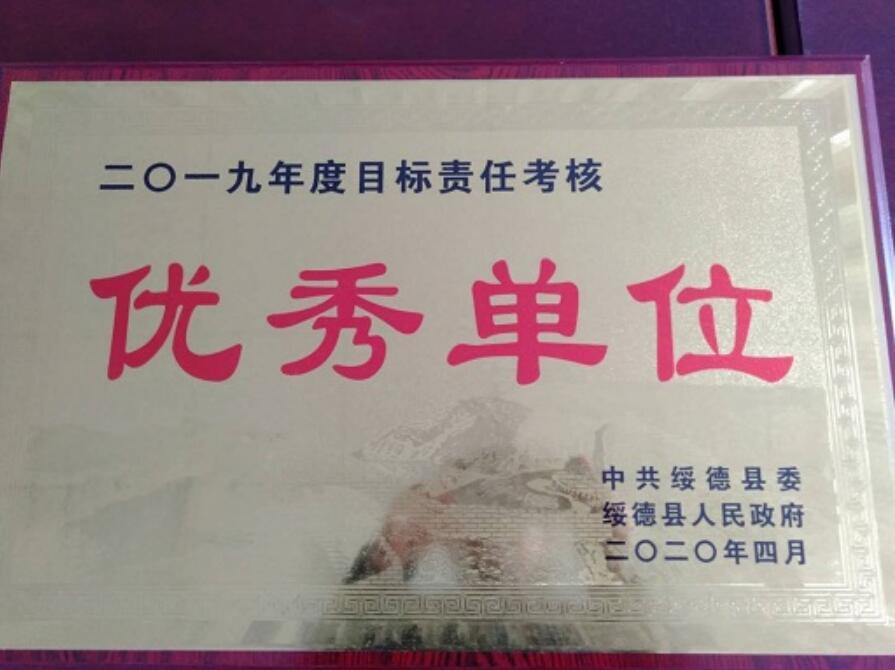 二〇一九年度目标责任考核
优秀单位
中共绥德县委
绥德县人民政府
二〇二〇年四月